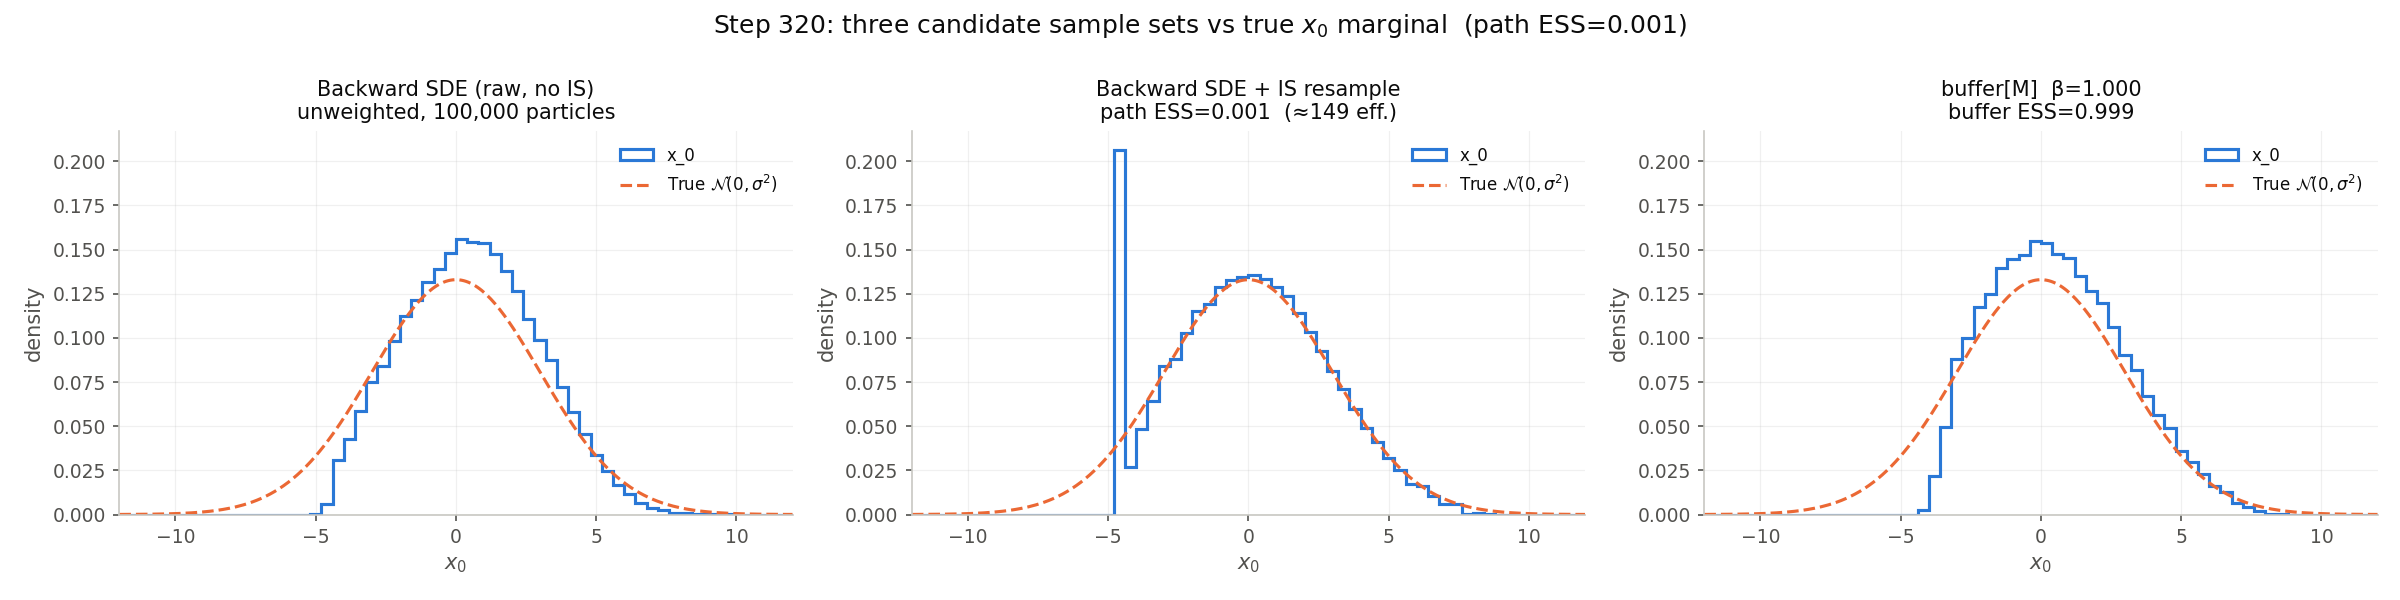 Step 320: three candidate sample sets vs true x₀ marginal  (path ESS=0.001)
Backward SDE (raw, no IS)
unweighted, 100,000 particles
x_0
True 𝒩(0, σ²)
0.200
0.175
0.150
0.125
0.100
0.075
0.050
0.025
0.000
density
−10
−5
0
5
10
x₀
Backward SDE + IS resample
path ESS=0.001  (≈149 eff.)
x_0
True 𝒩(0, σ²)
0.200
0.175
0.150
0.125
0.100
0.075
0.050
0.025
0.000
density
−10
−5
0
5
10
x₀
buffer[M]  β=1.000
buffer ESS=0.999
x_0
True 𝒩(0, σ²)
0.200
0.175
0.150
0.125
0.100
0.075
0.050
0.025
0.000
density
−10
−5
0
5
10
x₀